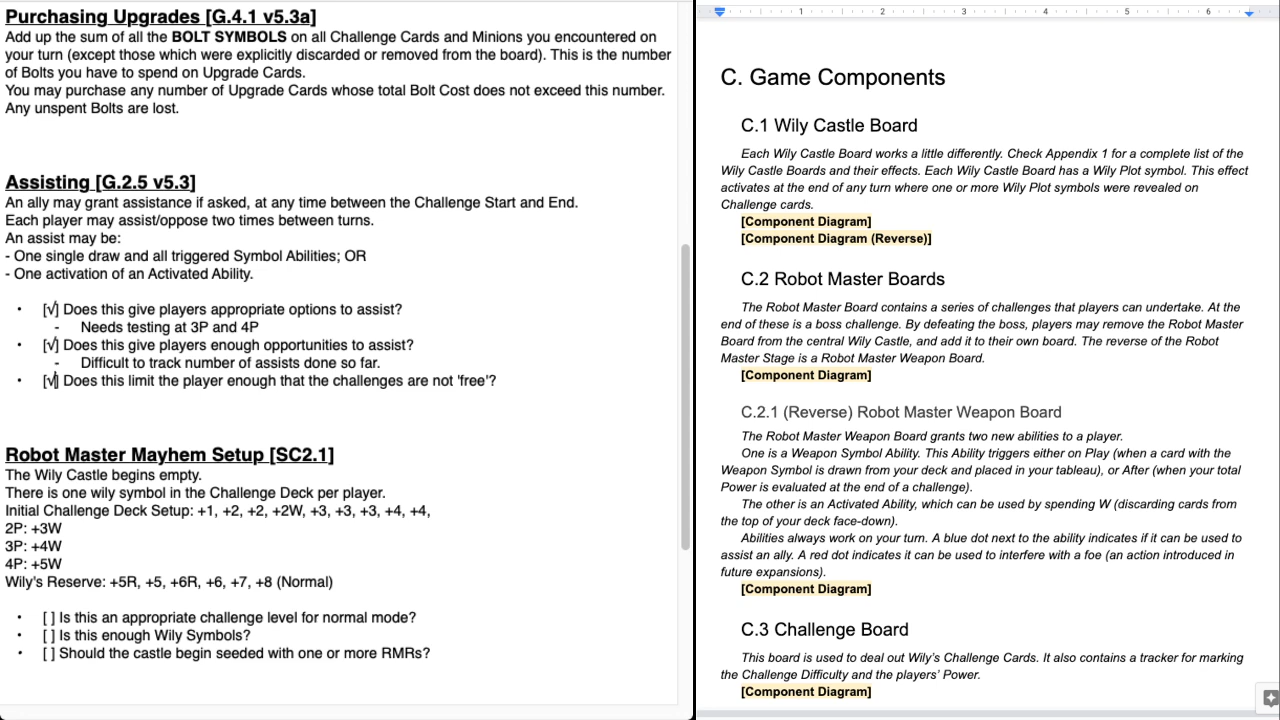 Purchasing Upgrades [G.4.1 v5.3a]
Add up the sum of all the BOLT SYMBOLS on all Challenge Cards and Minions you encountered on
your turn (except those which were explicitly discarded or removed from the board). This is the number
of Bolts you have to spend on Upgrade Cards.
You may purchase any number of Upgrade Cards whose total Bolt Cost does not exceed this number.
Any unspent Bolts are lost.
Assisting [G.2.5 v5.3]
An ally may grant assistance if asked, at any time between the Challenge Start and End.
Each player may assist/oppose two times between turns.
An assist may be:
- One single draw and all triggered Symbol Abilities; OR
- One activation of an Activated Ability.
• [√] Does this give players appropriate options to assist?
- Needs testing at 3P and 4P
• [√] Does this give players enough opportunities to assist?
- Difficult to track number of assists done so far.
• [√] Does this limit the player enough that the challenges are not 'free'?
Robot Master Mayhem Setup [SC2.1]
The Wily Castle begins empty.
There is one wily symbol in the Challenge Deck per player.
Initial Challenge Deck Setup: +1, +2, +2, +2W, +3, +3, +3, +4, +4,
2P: +3W
3P: +4W
4P: +5W
Wily's Reserve: +5R, +5, +6R, +6, +7, +8 (Normal)
• [ ] Is this an appropriate challenge level for normal mode?
• [ ] Is this enough Wily Symbols?
• [ ] Should the castle begin seeded with one or more RMRs?
1 2 3 4 5 6
C. Game Components
C.1 Wily Castle Board
Each Wily Castle Board works a little differently. Check Appendix 1 for a complete list of the
Wily Castle Boards and their effects. Each Wily Castle Board has a Wily Plot symbol. This effect
activates at the end of any turn where one or more Wily Plot symbols were revealed on
Challenge cards.
[Component Diagram]
[Component Diagram (Reverse)]
C.2 Robot Master Boards
The Robot Master Board contains a series of challenges that players can undertake. At the
end of these is a boss challenge. By defeating the boss, players may remove the Robot Master
Board from the central Wily Castle, and add it to their own board. The reverse of the Robot
Master Stage is a Robot Master Weapon Board.
[Component Diagram]
C.2.1 (Reverse) Robot Master Weapon Board
The Robot Master Weapon Board grants two new abilities to a player.
One is a Weapon Symbol Ability. This Ability triggers either on Play (when a card with the
Weapon Symbol is drawn from your deck and placed in your tableau), or After (when your total
Power is evaluated at the end of a challenge).
The other is an Activated Ability, which can be used by spending W (discarding cards from
the top of your deck face-down).
Abilities always work on your turn. A blue dot next to the ability indicates if it can be used to
assist an ally. A red dot indicates it can be used to interfere with a foe (an action introduced in
future expansions).
[Component Diagram]
C.3 Challenge Board
This board is used to deal out Wily's Challenge Cards. It also contains a tracker for marking
the Challenge Difficulty and the players' Power.
[Component Diagram]